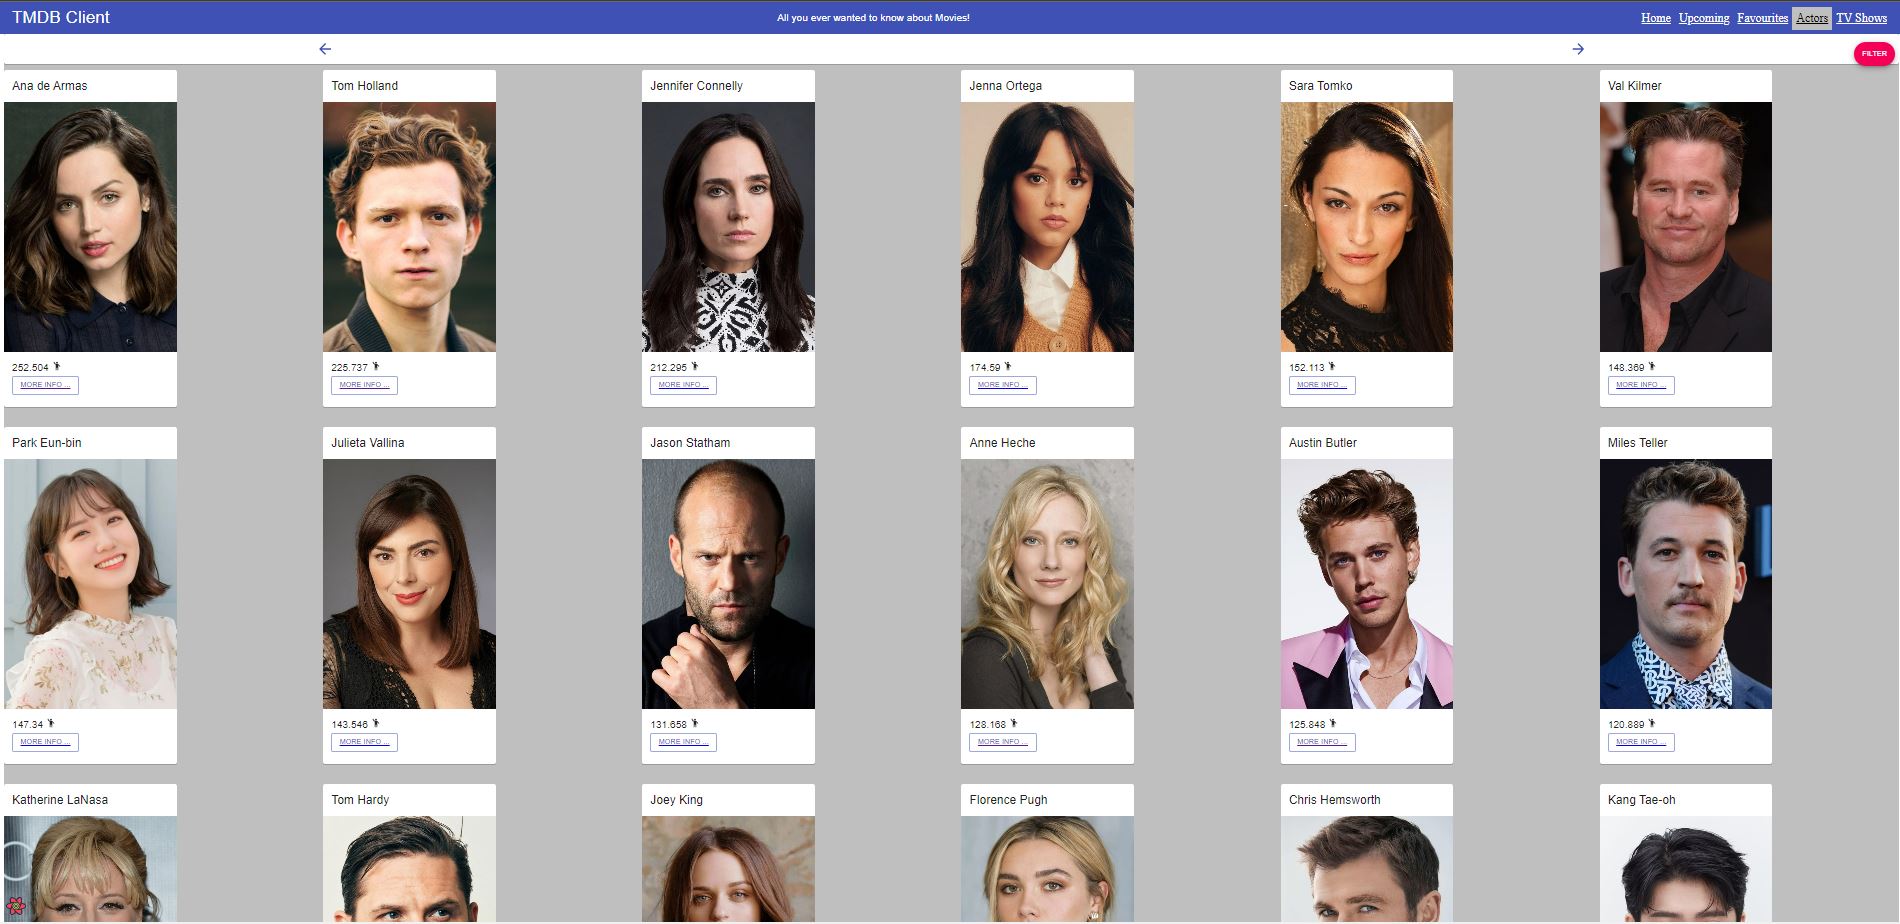 TMDB Client
All you ever wanted to know about Movies!
Home Upcoming Favourites Actors TV Shows
FILTER
Ana de Armas
Tom Holland
Jennifer Connelly
Jenna Ortega
Sara Tomko
Val Kilmer
252.504
225.737
212.295
174.59
152.113
148.369
MORE INFO ...
MORE INFO ...
MORE INFO ...
MORE INFO ...
MORE INFO ...
MORE INFO ...
Park Eun-bin
Julieta Vallina
Jason Statham
Anne Heche
Austin Butler
Miles Teller
147.34
143.546
131.658
128.168
125.848
120.889
MORE INFO ...
MORE INFO ...
MORE INFO ...
MORE INFO ...
MORE INFO ...
MORE INFO ...
Katherine LaNasa
Tom Hardy
Joey King
Florence Pugh
Chris Hemsworth
Kang Tae-oh